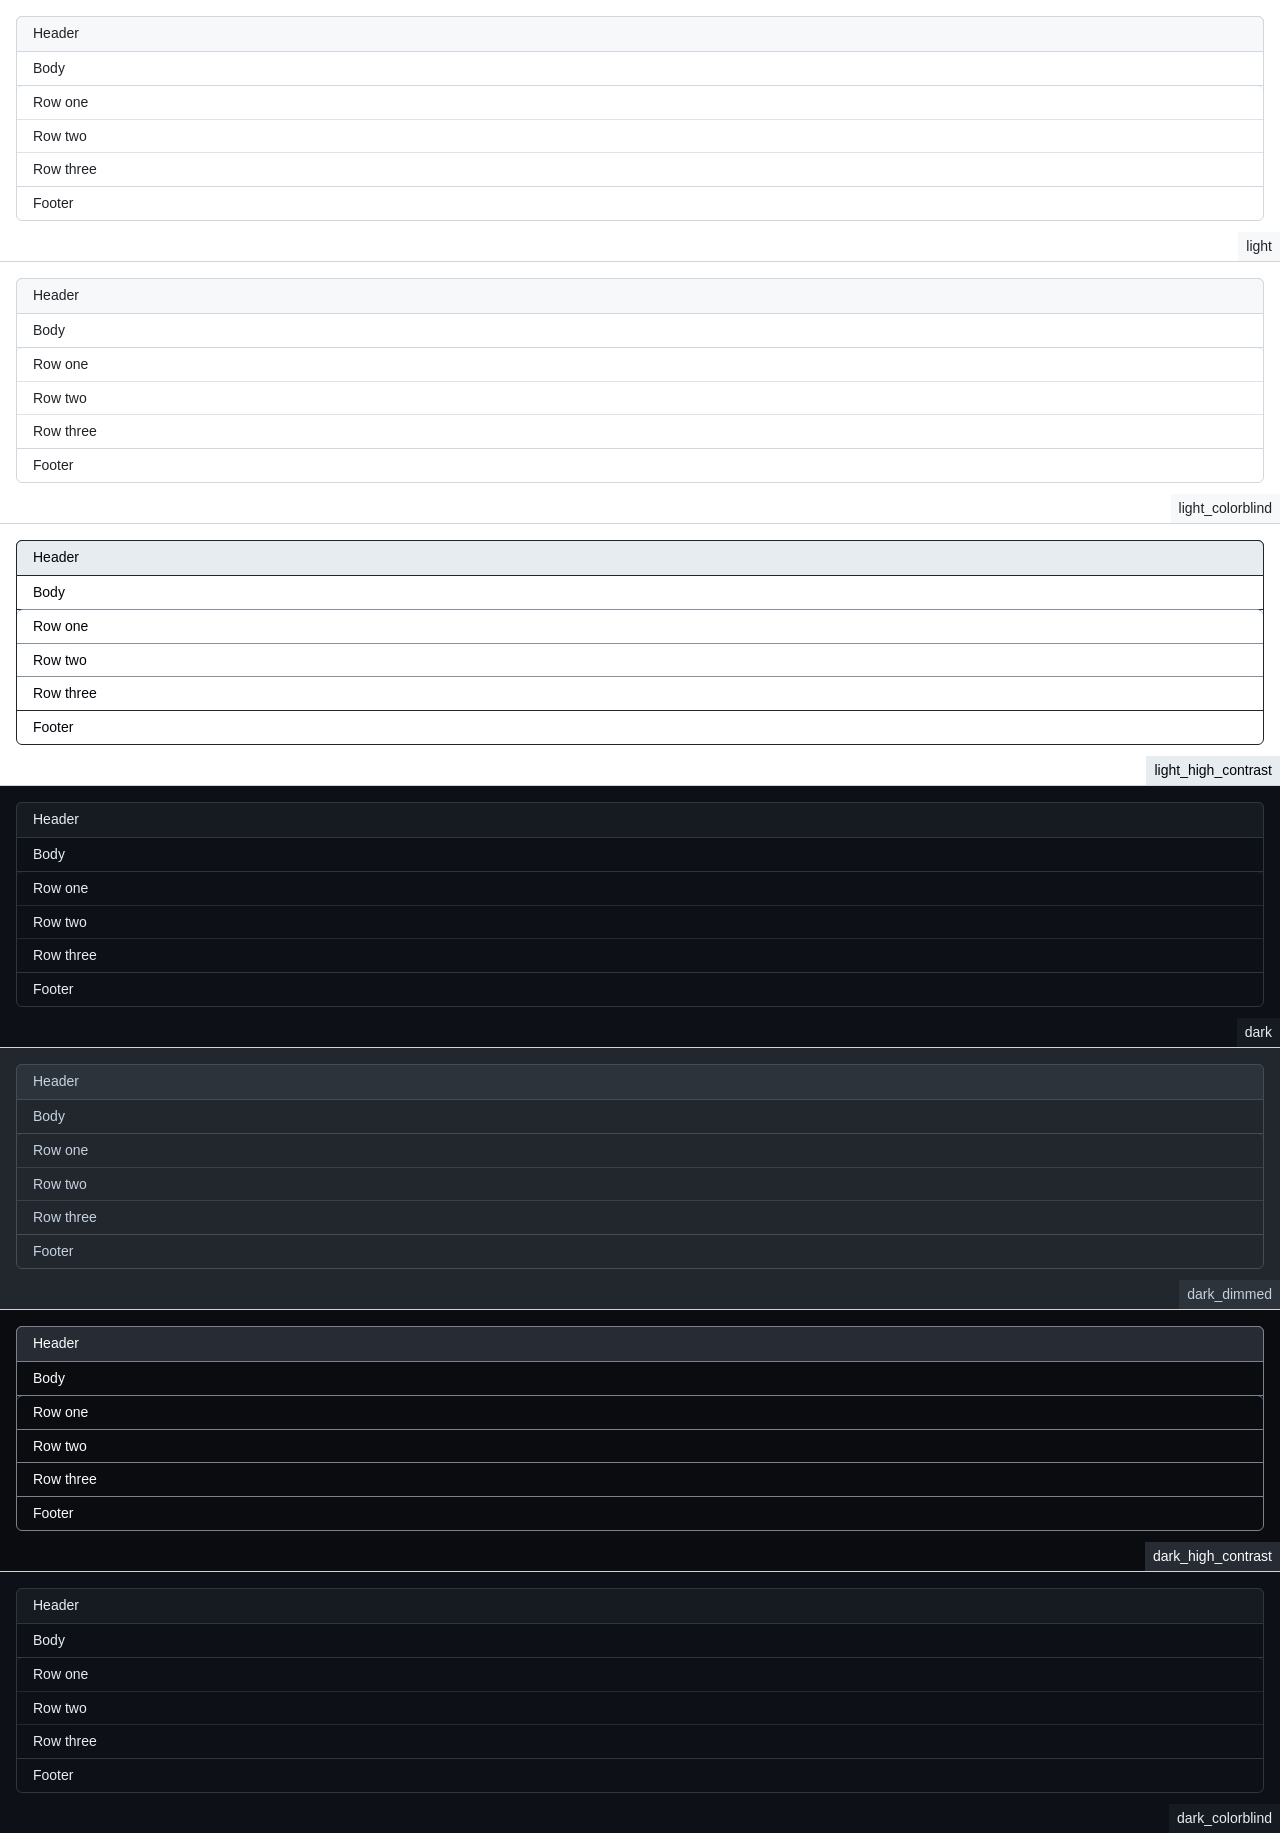 Header
Body
Row one
Row two
Row three
Footer
light
Header
Body
Row one
Row two
Row three
Footer
light_colorblind
Header
Body
Row one
Row two
Row three
Footer
light_high_contrast
Header
Body
Row one
Row two
Row three
Footer
dark
Header
Body
Row one
Row two
Row three
Footer
dark_dimmed
Header
Body
Row one
Row two
Row three
Footer
dark_high_contrast
Header
Body
Row one
Row two
Row three
Footer
dark_colorblind